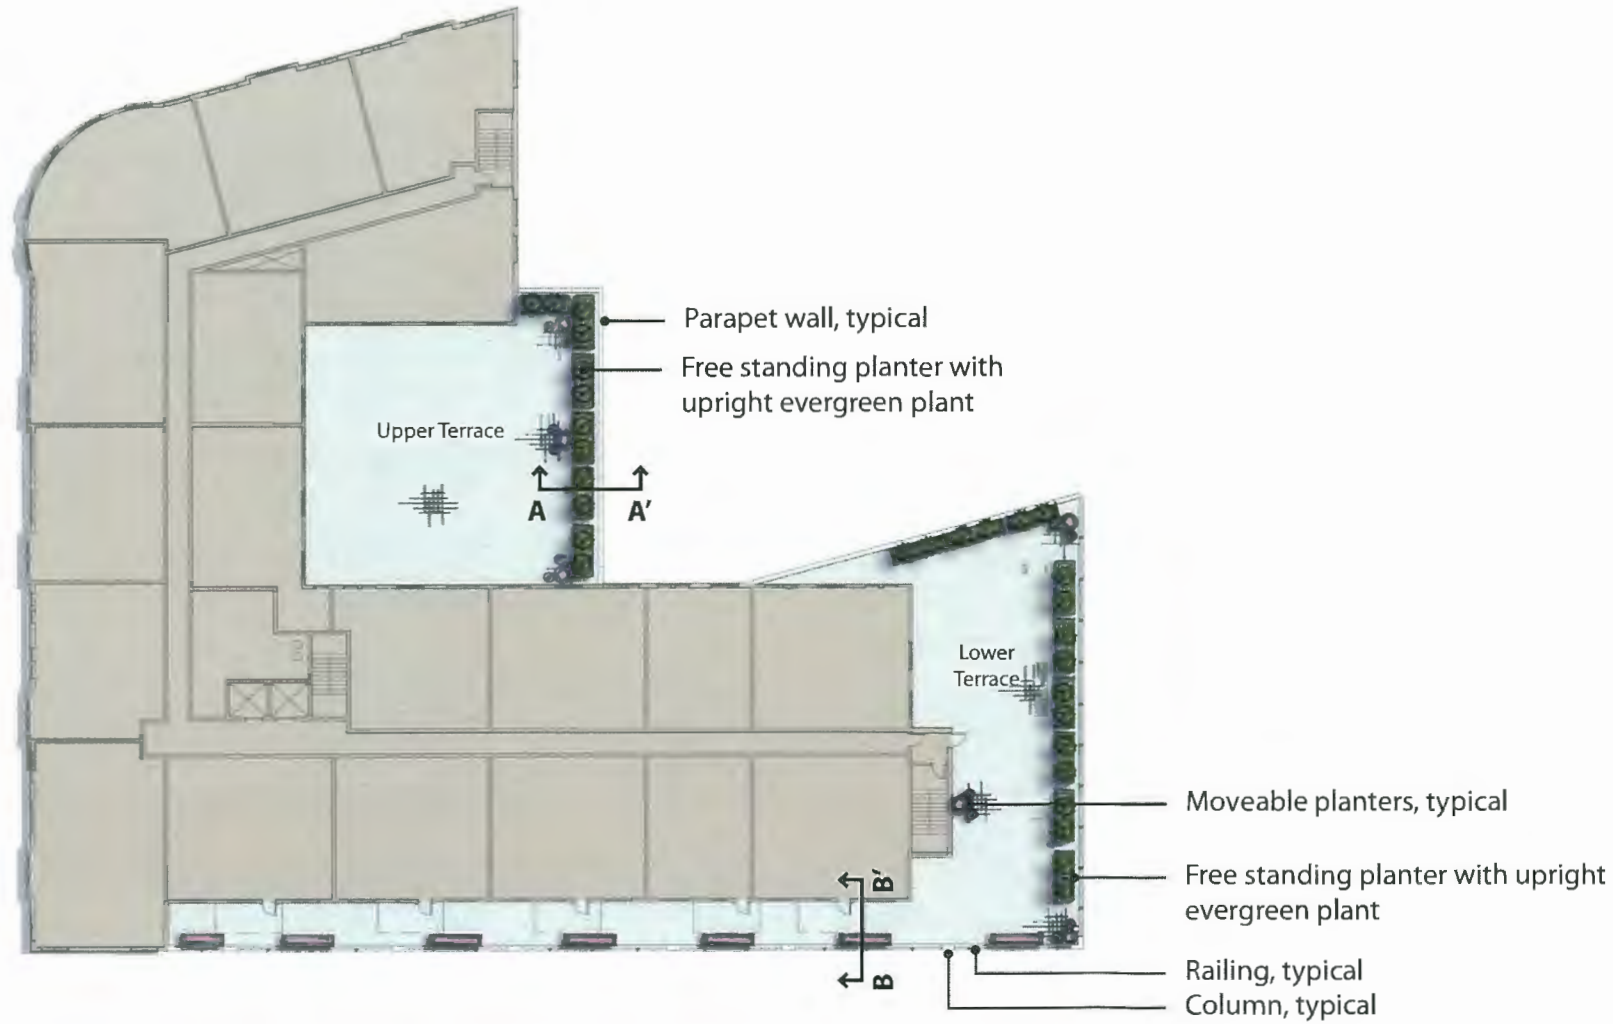 Parapet wall, typical
Free standing planter with
upright evergreen plant
Upper Terrace
A
A'
Lower
Terrace
Moveable planters, typical
B'
Free standing planter with upright
evergreen plant
B
Railing, typical
Column, typical